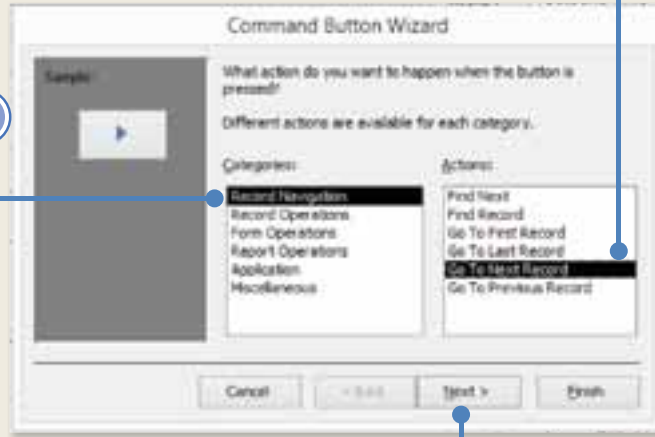 Command Button Wizard
Sample:
What action do you want to happen when the button is
pressed?
Different actions are available for each category.
Categories:
Actions:
Record Navigation
Record Operations
Form Operations
Report Operations
Application
Miscellaneous
Find Next
Find Record
Go To First Record
Go To Last Record
Go To Next Record
Go To Previous Record
Cancel
< Back
Next >
Finish